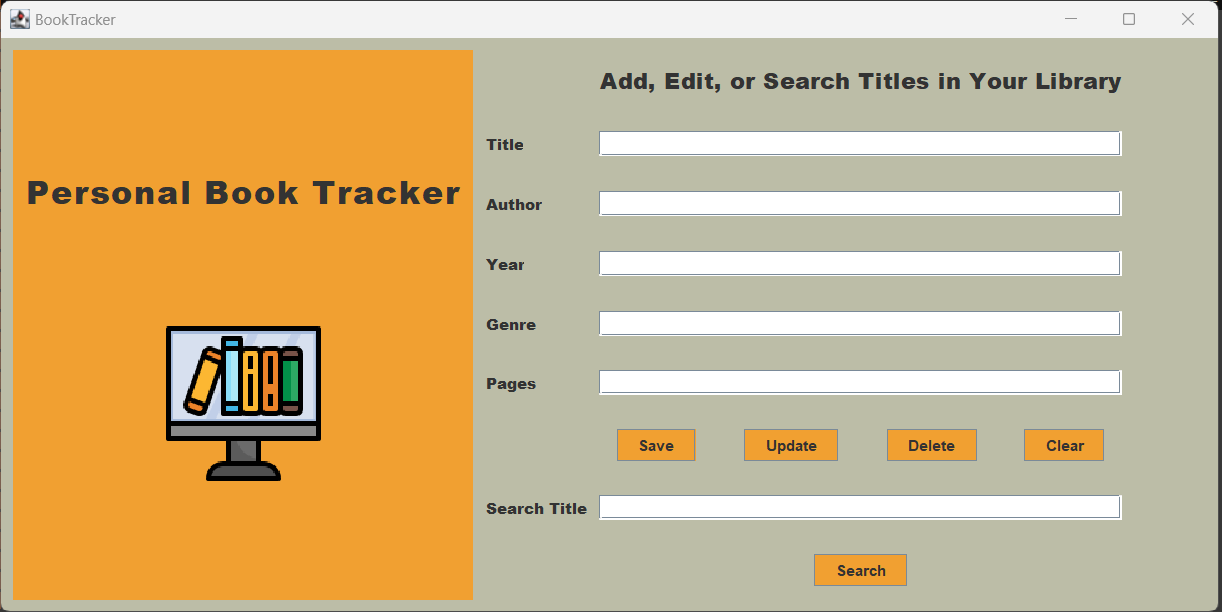 BookTracker
Personal Book Tracker
Add, Edit, or Search Titles in Your Library
Title
Author
Year
Genre
Pages
Save Update Delete Clear
Search Title
Search